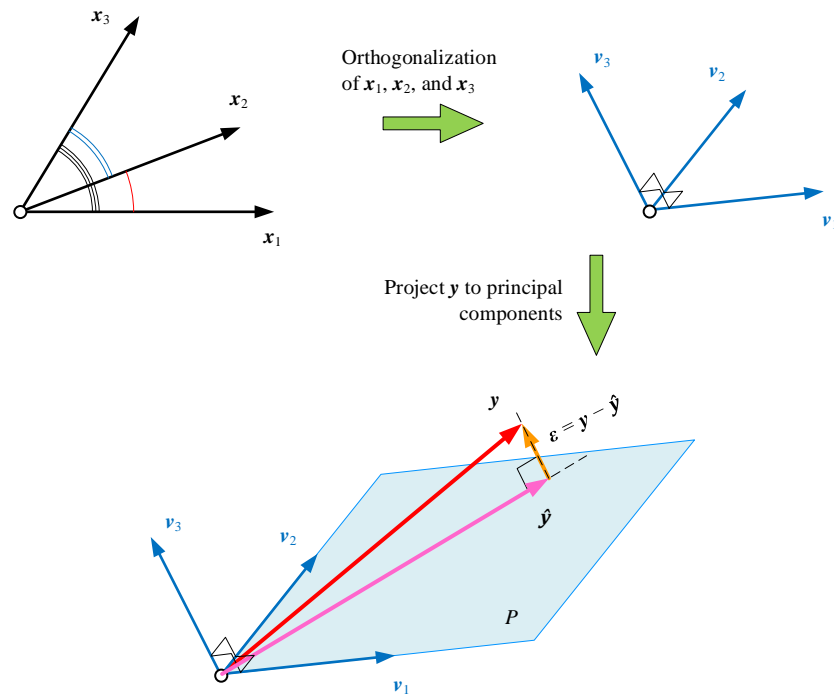 x3
x2
x1
Orthogonalization
of x1, x2, and x3
v3
v2
v
Project y to principal
components
y
ε = y − ŷ
ŷ
v3
v2
P
v1